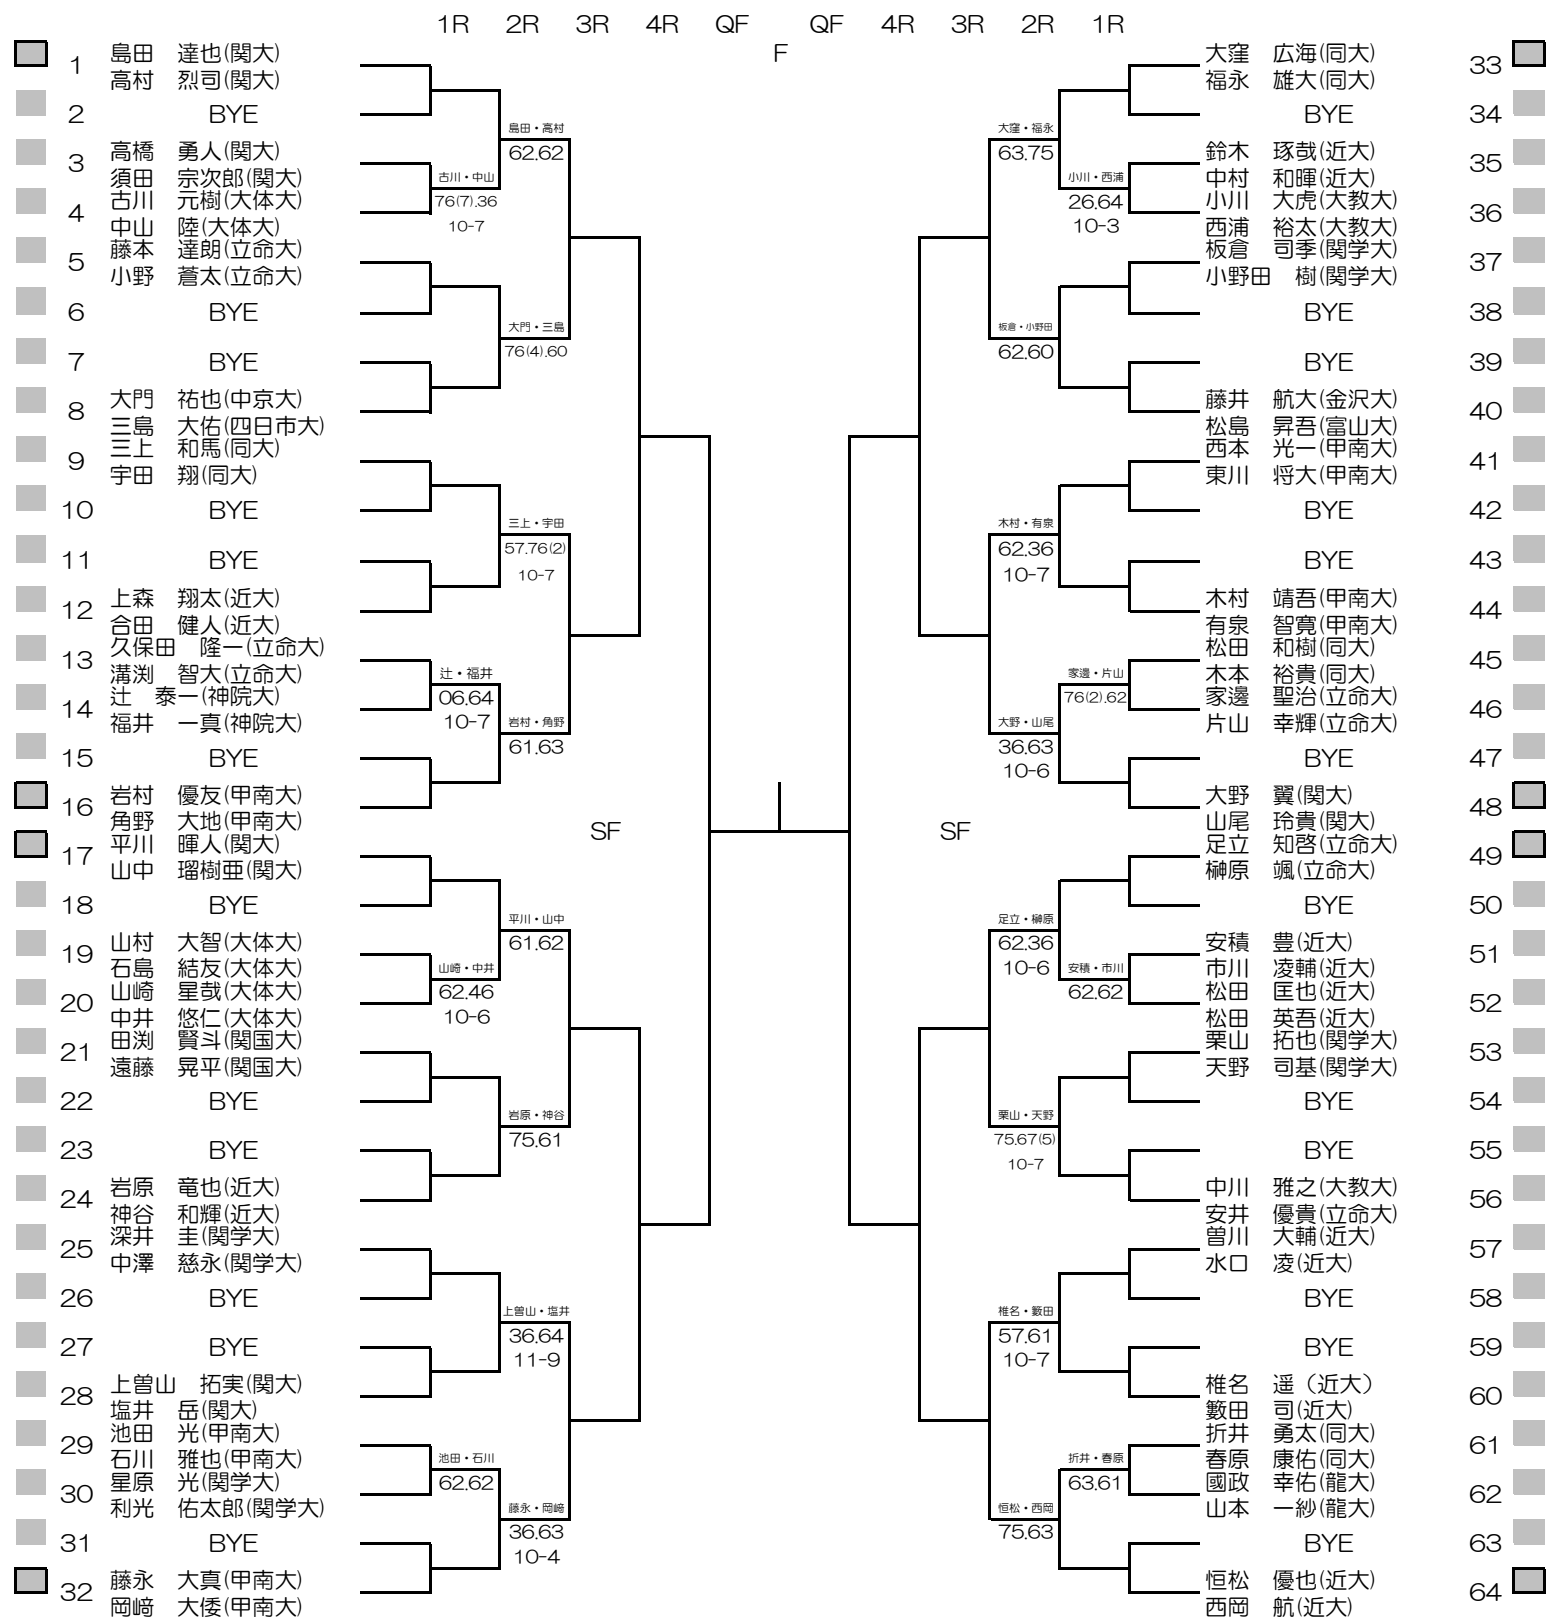 1R 2R 3R 4R QF QF 4R 3R 2R 1R
F
1 島田 達也(関大)
高村 烈司(関大)
2 BYE
3 高橋 勇人(関大)
須田 宗次郎(関大)
4 古川 元樹(大体大)
中山 陸(大体大)
5 藤本 達朗(立命大)
小野 蒼太(立命大)
6 BYE
7 BYE
8 大門 祐也(中京大)
三島 大佑(四日市大)
9 三上 和馬(同大)
宇田 翔(同大)
10 BYE
11 BYE
12 上森 翔太(近大)
合田 健人(近大)
13 久保田 隆一(立命大)
溝渕 智大(立命大)
14 辻 泰一(神院大)
福井 一真(神院大)
15 BYE
16 岩村 優友(甲南大)
角野 大地(甲南大)
17 平川 暉人(関大)
山中 瑠樹亜(関大)
18 BYE
19 山村 大智(大体大)
石島 結友(大体大)
20 山崎 星哉(大体大)
中井 悠仁(大体大)
21 田渕 賢斗(関国大)
遠藤 晃平(関国大)
22 BYE
23 BYE
24 岩原 竜也(近大)
神谷 和輝(近大)
25 深井 圭(関学大)
中澤 慈永(関学大)
26 BYE
27 BYE
28 上曽山 拓実(関大)
塩井 岳(関大)
29 池田 光(甲南大)
石川 雅也(甲南大)
30 星原 光(関学大)
利光 佑太郎(関学大)
31 BYE
32 藤永 大真(甲南大)
岡﨑 大倭(甲南大)
古川・中山
76(7).36
10-7
辻・福井
06.64
10-7
山崎・中井
62.46
10-6
池田・石川
62.62
島田・高村
62.62
大門・三島
76(4).60
三上・宇田
57.76(2)
10-7
岩村・角野
61.63
平川・山中
61.62
岩原・神谷
75.61
上曽山・塩井
36.64
11-9
藤永・岡﨑
36.63
10-4
SF SF
大窪・福永
63.75
板倉・小野田
62.60
木村・有泉
62.36
10-7
大野・山尾
36.63
10-6
足立・榊原
62.36
10-6
栗山・天野
75.67(5)
10-7
椎名・籔田
57.61
10-7
恒松・西岡
75.63
小川・西浦
26.64
10-3
家邊・片山
76(2).62
安積・市川
62.62
折井・春原
63.61
大窪 広海(同大) 33
福永 雄大(同大)
BYE 34
鈴木 琢哉(近大) 35
中村 和暉(近大)
小川 大虎(大教大) 36
西浦 裕太(大教大)
板倉 司季(関学大) 37
小野田 樹(関学大)
BYE 38
BYE 39
藤井 航大(金沢大) 40
松島 昇吾(富山大)
西本 光一(甲南大) 41
東川 将大(甲南大)
BYE 42
BYE 43
木村 靖吾(甲南大) 44
有泉 智寛(甲南大)
松田 和樹(同大) 45
木本 裕貴(同大)
家邊 聖治(立命大) 46
片山 幸輝(立命大)
BYE 47
大野 翼(関大) 48
山尾 玲貴(関大)
足立 知啓(立命大) 49
榊原 颯(立命大)
BYE 50
安積 豊(近大) 51
市川 凌輔(近大)
松田 匡也(近大) 52
松田 英吾(近大)
栗山 拓也(関学大) 53
天野 司基(関学大)
BYE 54
BYE 55
中川 雅之(大教大) 56
安井 優貴(立命大)
曽川 大輔(近大) 57
水口 凌(近大)
BYE 58
BYE 59
椎名 遥（近大） 60
籔田 司(近大)
折井 勇太(同大) 61
春原 康佑(同大)
國政 幸佑(龍大) 62
山本 一紗(龍大)
BYE 63
恒松 優也(近大) 64
西岡 航(近大)